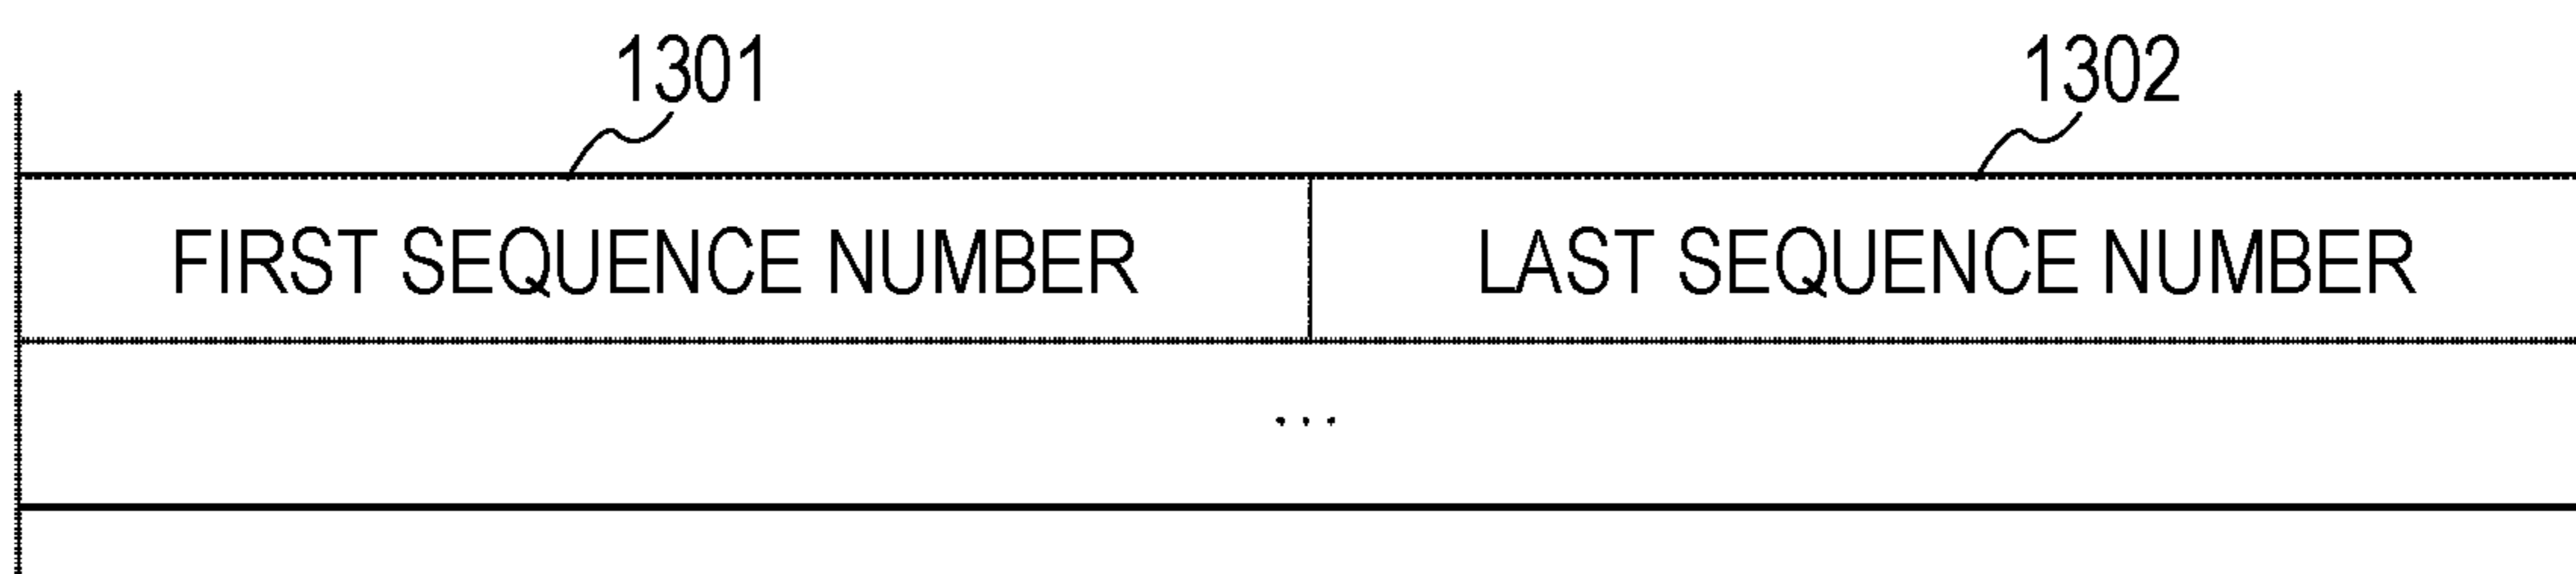 1301 1302
FIRST SEQUENCE NUMBER LAST SEQUENCE NUMBER
...